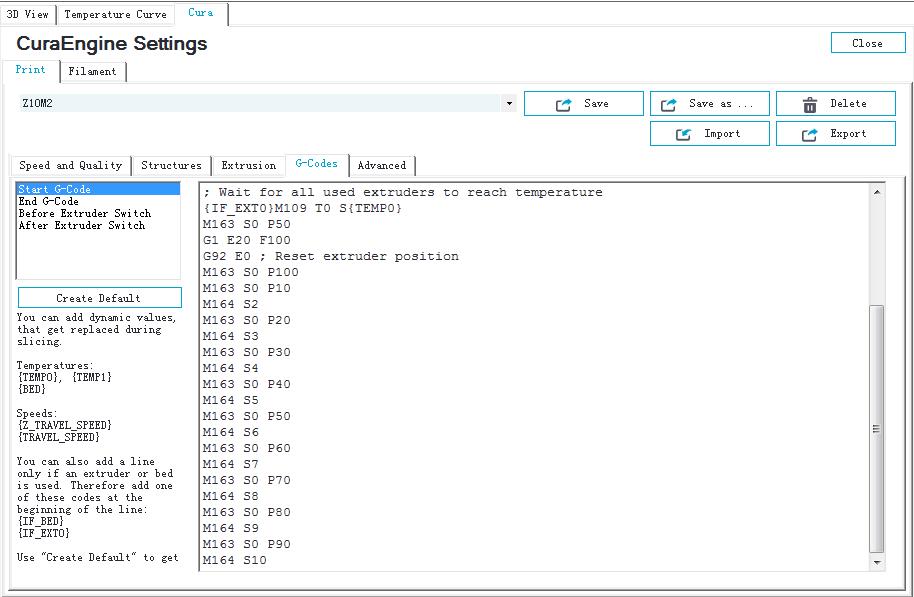 3D View Temperature Curve Cura
CuraEngine Settings Close
Print Filament
Z10M2 Save Save as ... Delete
Import Export
Speed and Quality Structures Extrusion G-Codes Advanced
Start G-Code
End G-Code
Before Extruder Switch
After Extruder Switch
Create Default
You can add dynamic values,
that get replaced during
slicing.
Temperatures:
{TEMP0}, {TEMP1}
{BED}
Speeds:
{Z_TRAVEL_SPEED}
{TRAVEL_SPEED}
You can also add a line
only if an extruder or bed
is used. Therefore add one
of these codes at the
beginning of the line:
{IF_BED}
{IF_EXT0}
Use "Create Default" to get
; Wait for all used extruders to reach temperature
{IF_EXT0}M109 T0 S{TEMP0}
M163 S0 P50
G1 E20 F100
G92 E0 ; Reset extruder position
M163 S0 P100
M163 S0 P10
M164 S2
M163 S0 P20
M164 S3
M163 S0 P30
M164 S4
M163 S0 P40
M164 S5
M163 S0 P50
M164 S6
M163 S0 P60
M164 S7
M163 S0 P70
M164 S8
M163 S0 P80
M164 S9
M163 S0 P90
M164 S10